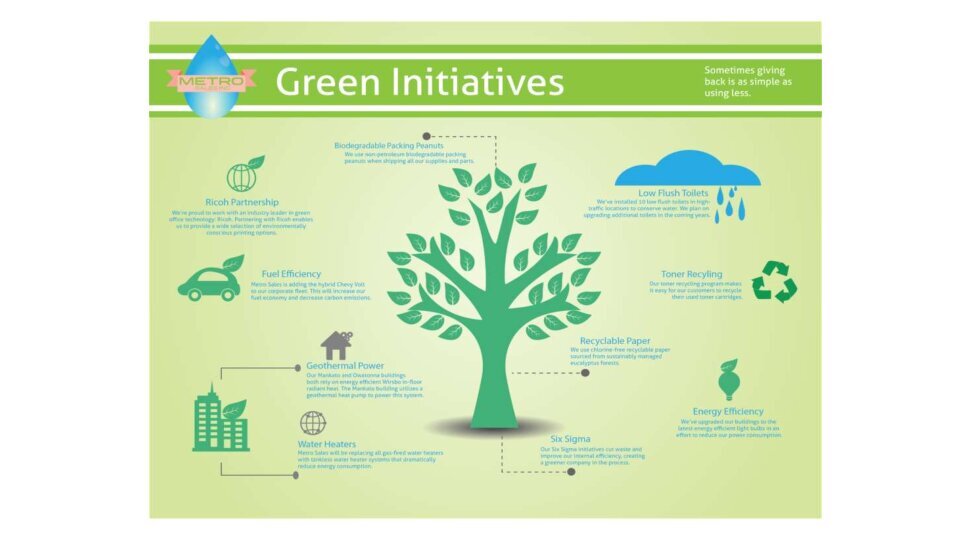 METRO
SALES INC
Green Initiatives
Sometimes giving
back is as simple as
using less.
Biodegradable Packing Peanuts
We use non-petroleum biodegradable packing
peanuts when shipping all our supplies and parts.
Ricoh Partnership
We're proud to work with an industry leader in green
office technology: Ricoh. Partnering with Ricoh enables
us to provide a wide selection of environmentally
conscious printing options.
Low Flush Toilets
We've installed 10 low flush toilets in high-
traffic locations to conserve water. We plan on
upgrading additional toilets in the coming years.
Fuel Efficiency
Metro Sales is adding the hybrid Chevy Volt
to our corporate fleet. This will increase our
fuel economy and decrease carbon emissions.
Toner Recyling
Our toner recycling program makes
it easy for our customers to recycle
their used toner cartridges.
Recyclable Paper
We use chlorine-free recyclable paper
sourced from sustainably managed
eucalyptus forests.
Geothermal Power
Our Mankato and Owatonna buildings
both rely on energy efficient Wirsbo in-floor
radiant heat. The Mankato building utilizes a
geothermal heat pump to power this system.
Energy Efficiency
We've upgraded our buildings to the
latest energy efficient light bulbs in an
effort to reduce our power consumption.
Water Heaters
Metro Sales will be replacing all gas-fired water heaters
with tankless water heater systems that dramatically
reduce energy consumption.
Six Sigma
Our Six Sigma initiatives cut waste and
improve our internal efficiency, creating
a greener company in the process.